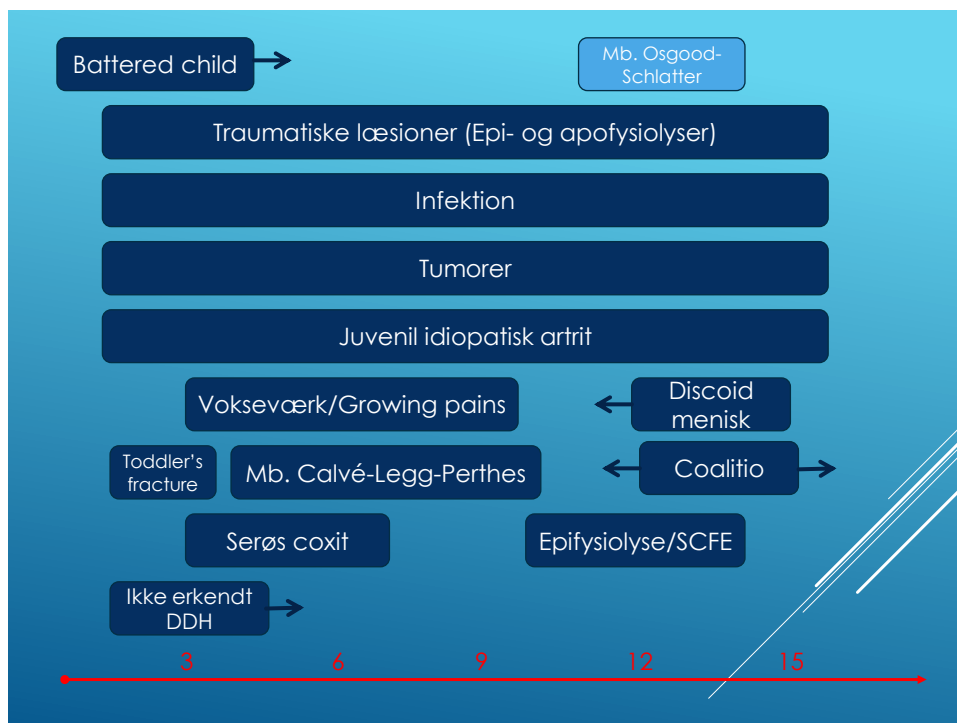 Battered child
Mb. Osgood-
Schlatter
Traumatiske læsioner (Epi- og apofysiolyser)
Infektion
Tumorer
Juvenil idiopatisk artrit
Vokseværk/Growing pains
Discoid
menisk
Toddler's
fracture
Mb. Calvé-Legg-Perthes
Coalitio
Serøs coxit
Epifysiolyse/SCFE
Ikke erkendt
DDH
3
6
9
12
15